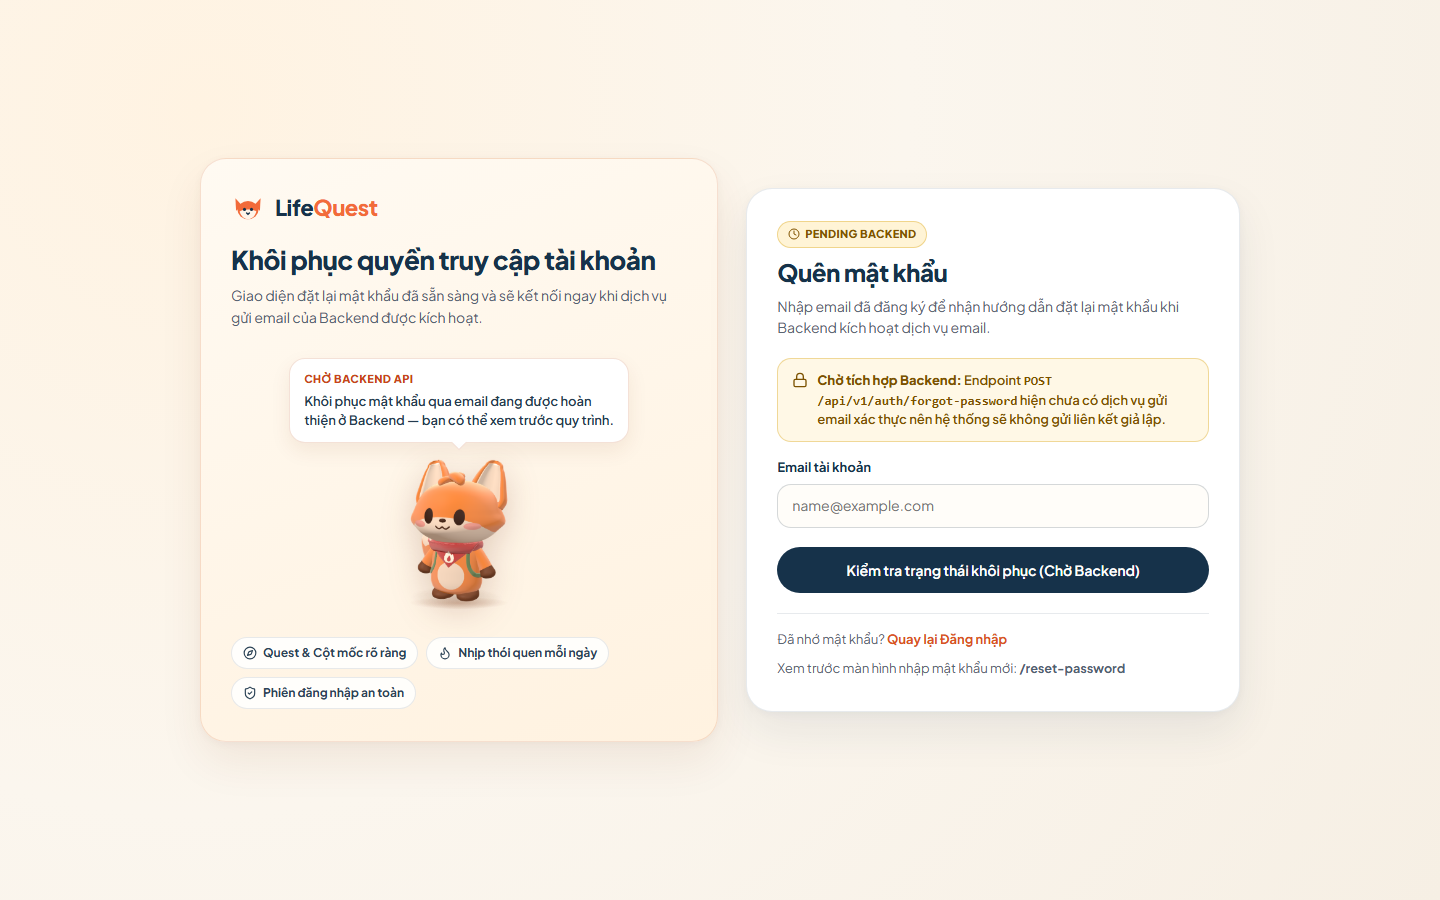 LifeQuest
Khôi phục quyền truy cập tài khoản
Giao diện đặt lại mật khẩu đã sẵn sàng và sẽ kết nối ngay khi dịch vụ
gửi email của Backend được kích hoạt.
CHỜ BACKEND API
Khôi phục mật khẩu qua email đang được hoàn
thiện ở Backend — bạn có thể xem trước quy trình.
Quest & Cột mốc rõ ràng
Nhịp thói quen mỗi ngày
Phiên đăng nhập an toàn
PENDING BACKEND
Quên mật khẩu
Nhập email đã đăng ký để nhận hướng dẫn đặt lại mật khẩu khi
Backend kích hoạt dịch vụ email.
Chờ tích hợp Backend: Endpoint POST
/api/v1/auth/forgot-password hiện chưa có dịch vụ gửi
email xác thực nên hệ thống sẽ không gửi liên kết giả lập.
Email tài khoản
name@example.com
Kiểm tra trạng thái khôi phục (Chờ Backend)
Đã nhớ mật khẩu? Quay lại Đăng nhập
Xem trước màn hình nhập mật khẩu mới: /reset-password